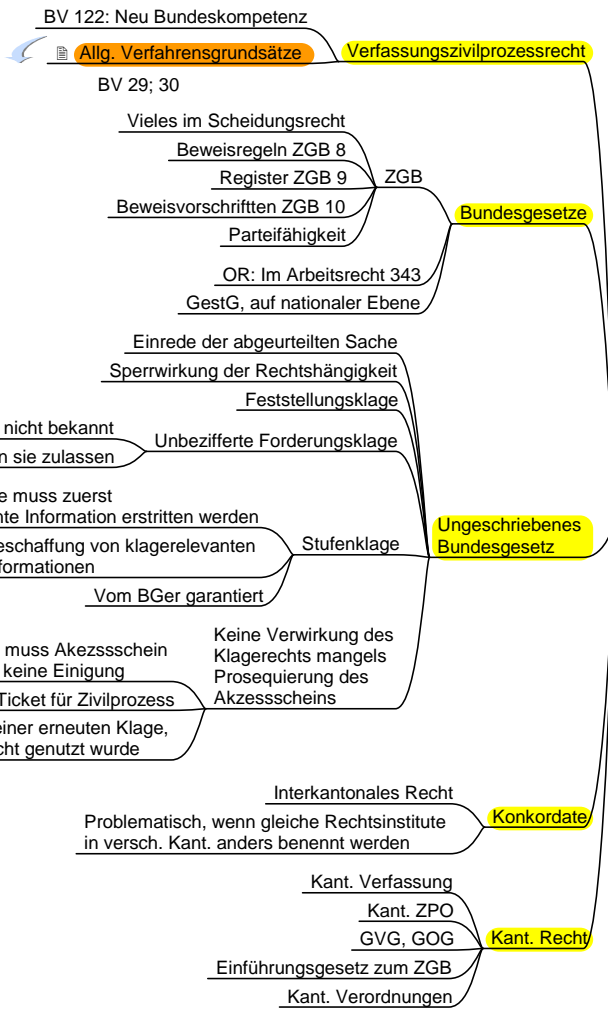 BV 122: Neu Bundeskompetenz
Allg. Verfahrensgrundsätze
BV 29; 30
Verfassungszivilprozessrecht
Vieles im Scheidungsrecht
Beweisregeln ZGB 8
Register ZGB 9
Beweisvorschriftten ZGB 10
Parteifähigkeit
ZGB
OR: Im Arbeitsrecht 343
GestG, auf nationaler Ebene
Bundesgesetze
Einrede der abgeurteilten Sache
Sperrwirkung der Rechtshängigkeit
Feststellungsklage
nicht bekannt
n sie zulassen
Unbezifferte Forderungsklage
e muss zuerst
nte Information erstritten werden
eschaffung von klagerelevanten
formationen
Vom BGer garantiert
Stufenklage
muss Akezssschein
keine Einigung
Ticket für Zivilprozess
einer erneuten Klage,
cht genutzt wurde
Keine Verwirkung des
Klagerechts mangels
Prosequierung des
Akzessscheins
Ungeschriebenes
Bundesgesetz
Interkantonales Recht
Problematisch, wenn gleiche Rechtsinstitute
in versch. Kant. anders benennt werden
Konkordate
Kant. Verfassung
Kant. ZPO
GVG, GOG
Einführungsgesetz zum ZGB
Kant. Verordnungen
Kant. Recht